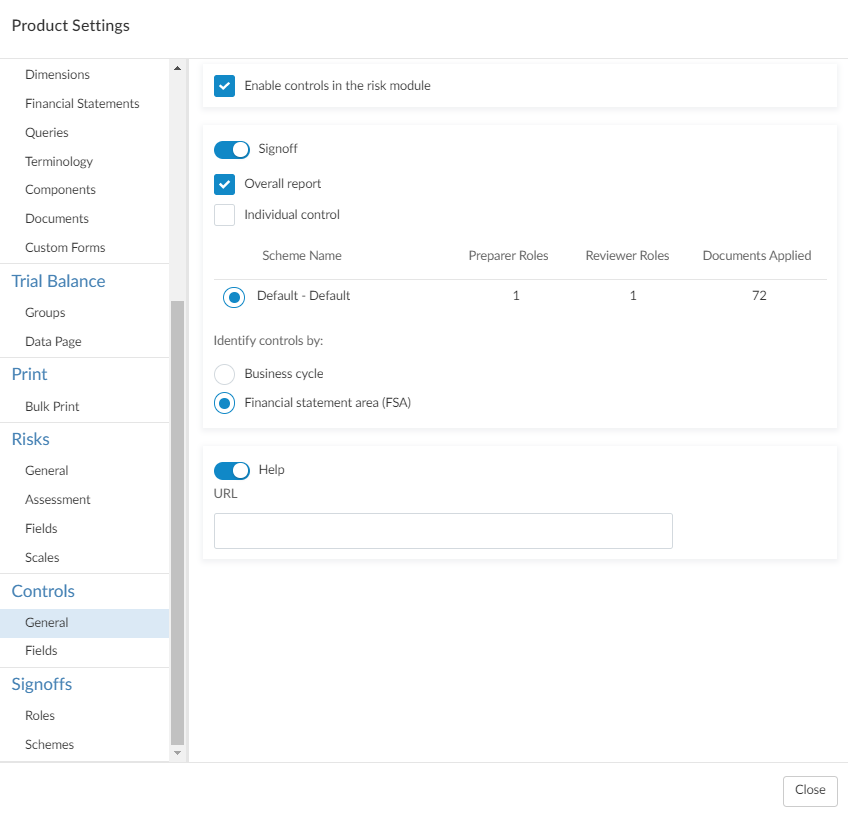 Product Settings
Dimensions
Financial Statements
Queries
Terminology
Components
Documents
Custom Forms
Trial Balance
Groups
Data Page
Print
Bulk Print
Risks
General
Assessment
Fields
Scales
Controls
General
Fields
Signoffs
Roles
Schemes
Enable controls in the risk module
Signoff
Overall report
Individual control
Scheme Name Preparer Roles Reviewer Roles Documents Applied
Default - Default 1 1 72
Identify controls by:
Business cycle
Financial statement area (FSA)
Help
URL
Close